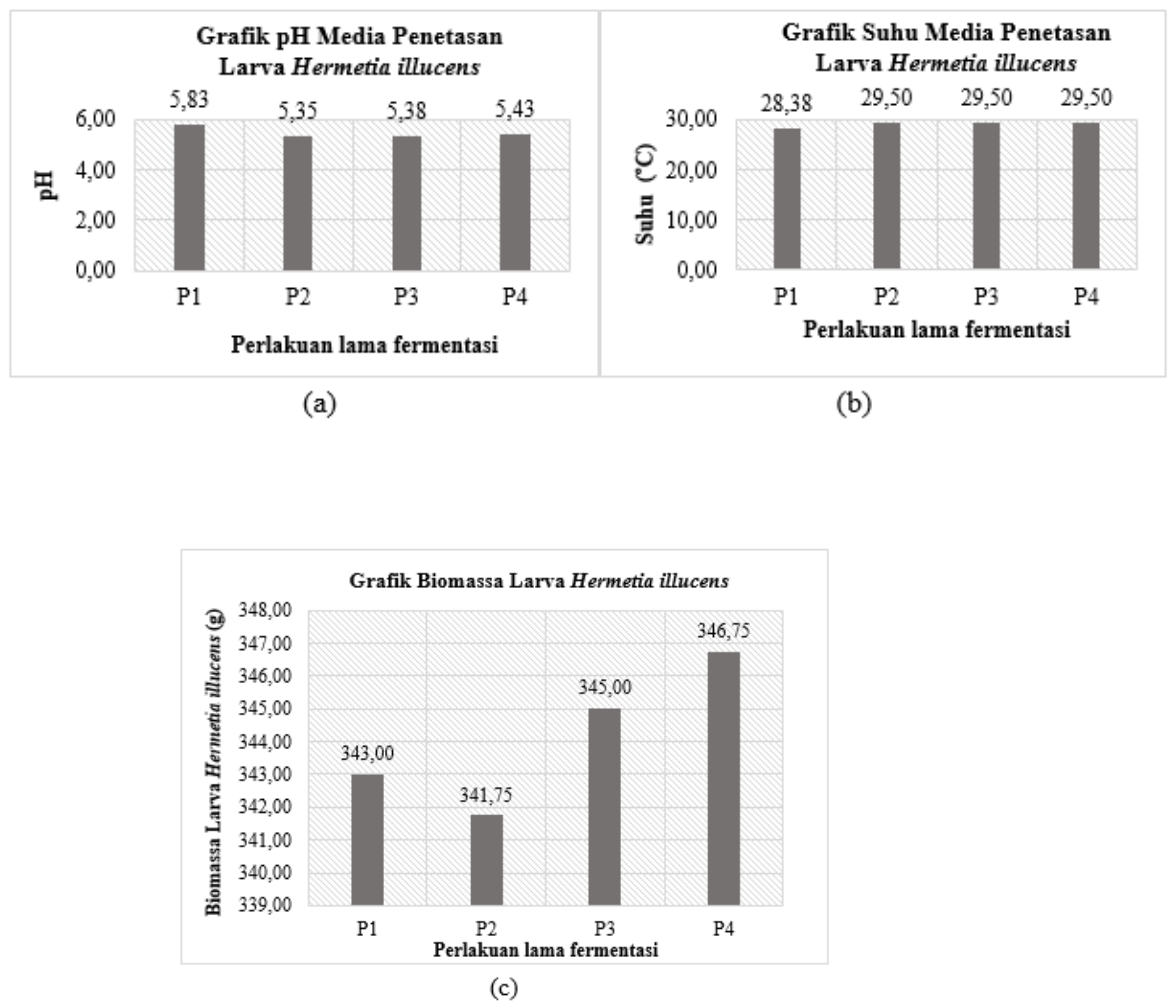 Grafik pH Media Penetasan
Larva Hermetia illucens
5,83
5,35
5,38
5,43
6,00
4,00
2,00
0,00
pH
P1
P2
P3
P4
Perlakuan lama fermentasi
(a)
Grafik Suhu Media Penetasan
Larva Hermetia illucens
28,38
29,50
29,50
29,50
30,00
20,00
10,00
0,00
Suhu (°C)
P1
P2
P3
P4
Perlakuan lama fermentasi
(b)
Grafik Biomassa Larva Hermetia illucens
348,00
347,00
346,00
345,00
344,00
343,00
342,00
341,00
340,00
339,00
Biomassa Larva Hermetia illucens (g)
343,00
341,75
345,00
346,75
P1
P2
P3
P4
Perlakuan lama fermentasi
(c)